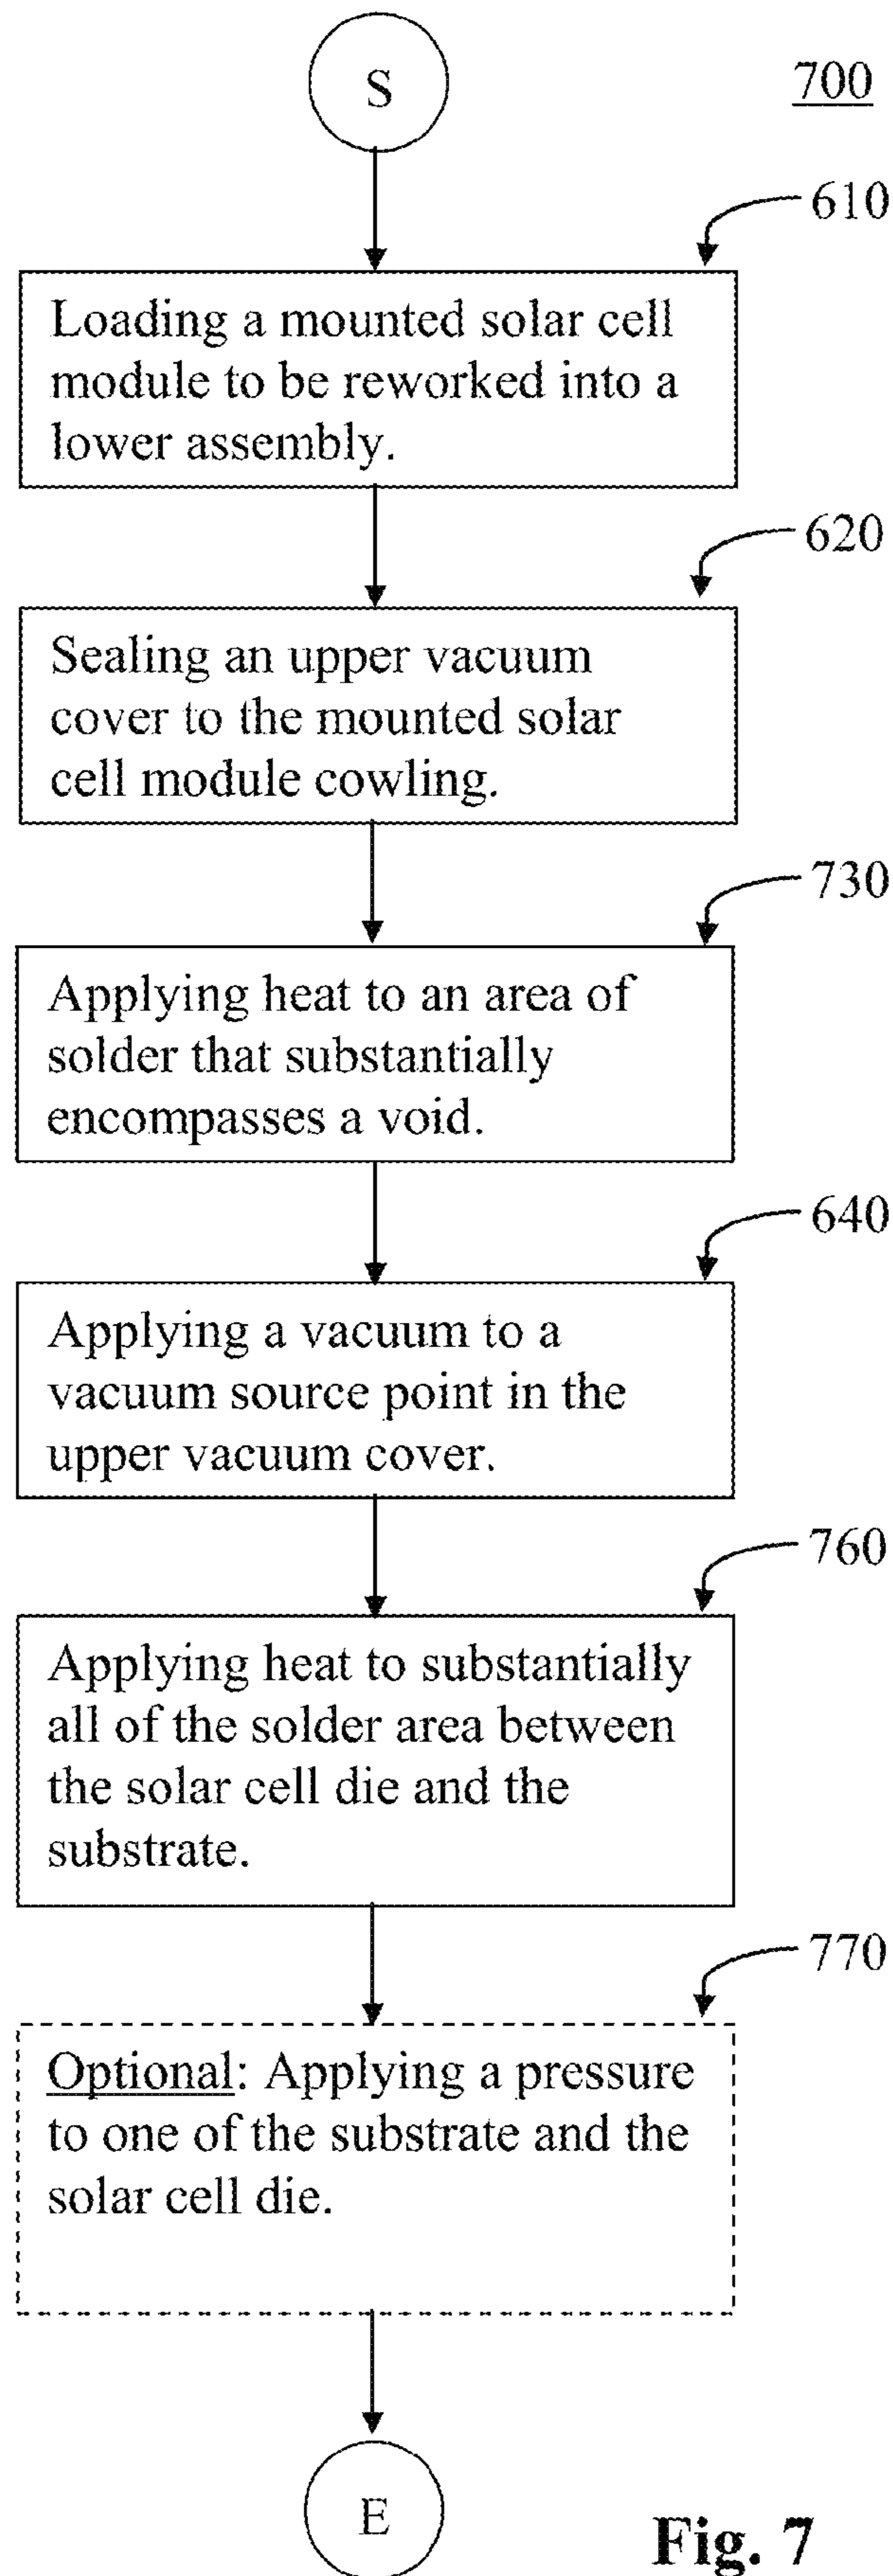 S
700
610
Loading a mounted solar cell
module to be reworked into a
lower assembly.
620
Sealing an upper vacuum
cover to the mounted solar
cell module cowling.
730
Applying heat to an area of
solder that substantially
encompasses a void.
640
Applying a vacuum to a
vacuum source point in the
upper vacuum cover.
760
Applying heat to substantially
all of the solder area between
the solar cell die and the
substrate.
770
Optional: Applying a pressure
to one of the substrate and the
solar cell die.
E
Fig. 7